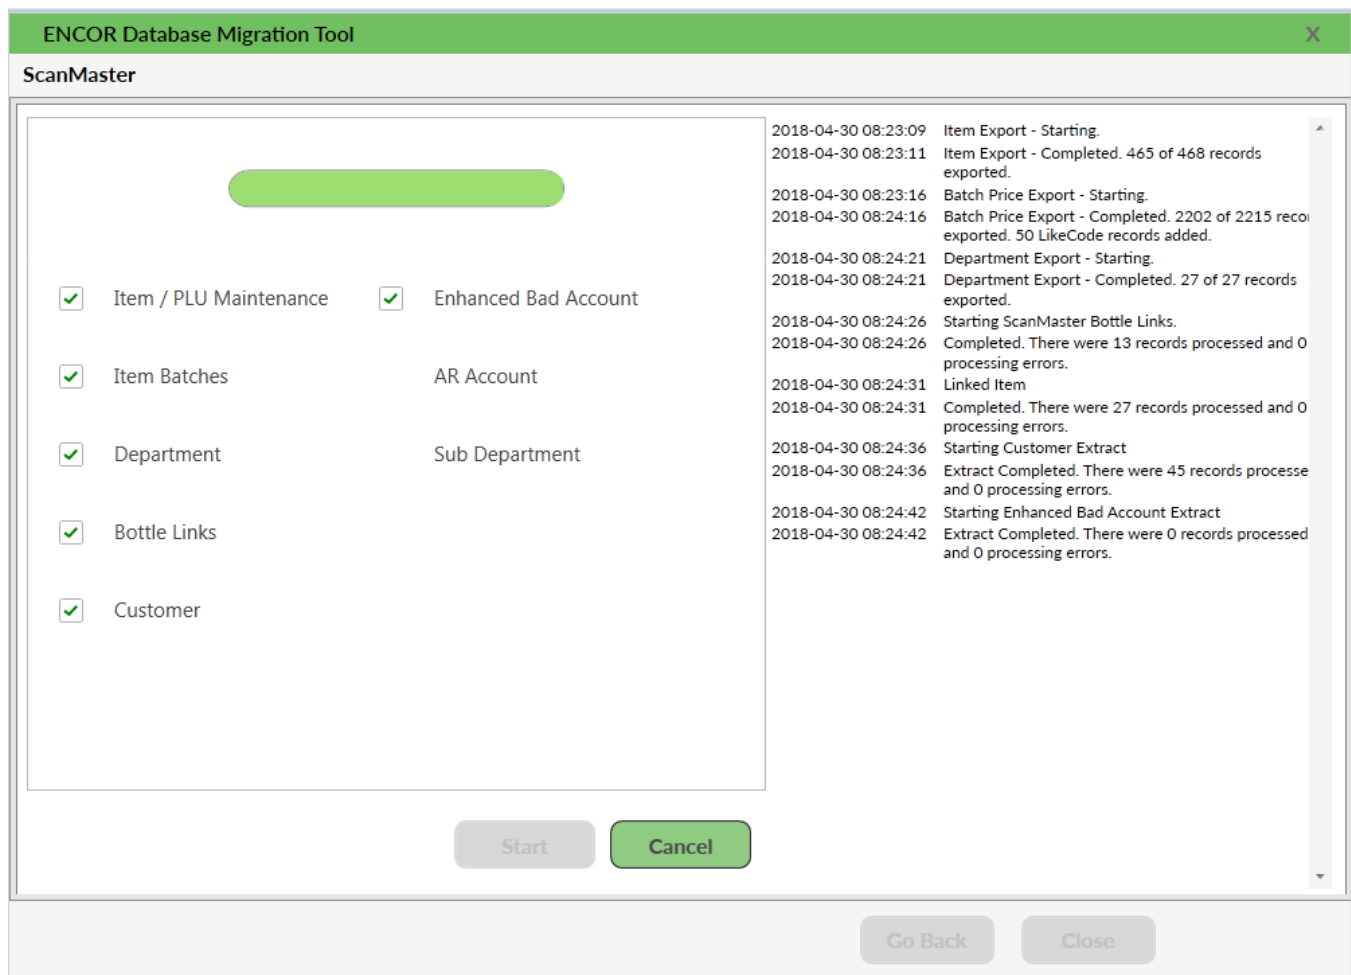 ENCOR Database Migration Tool X
ScanMaster
Item / PLU Maintenance Enhanced Bad Account
Item Batches AR Account
Department Sub Department
Bottle Links
Customer
Start Cancel
2018-04-30 08:23:09 Item Export - Starting.
2018-04-30 08:23:11 Item Export - Completed. 465 of 468 records
exported.
2018-04-30 08:23:16 Batch Price Export - Starting.
2018-04-30 08:24:16 Batch Price Export - Completed. 2202 of 2215 recor
exported. 50 LikeCode records added.
2018-04-30 08:24:21 Department Export - Starting.
2018-04-30 08:24:21 Department Export - Completed. 27 of 27 records
exported.
2018-04-30 08:24:26 Starting ScanMaster Bottle Links.
2018-04-30 08:24:26 Completed. There were 13 records processed and 0
processing errors.
2018-04-30 08:24:31 Linked Item
2018-04-30 08:24:31 Completed. There were 27 records processed and 0
processing errors.
2018-04-30 08:24:36 Starting Customer Extract
2018-04-30 08:24:36 Extract Completed. There were 45 records processe
and 0 processing errors.
2018-04-30 08:24:42 Starting Enhanced Bad Account Extract
2018-04-30 08:24:42 Extract Completed. There were 0 records processed
and 0 processing errors.
Go Back Close